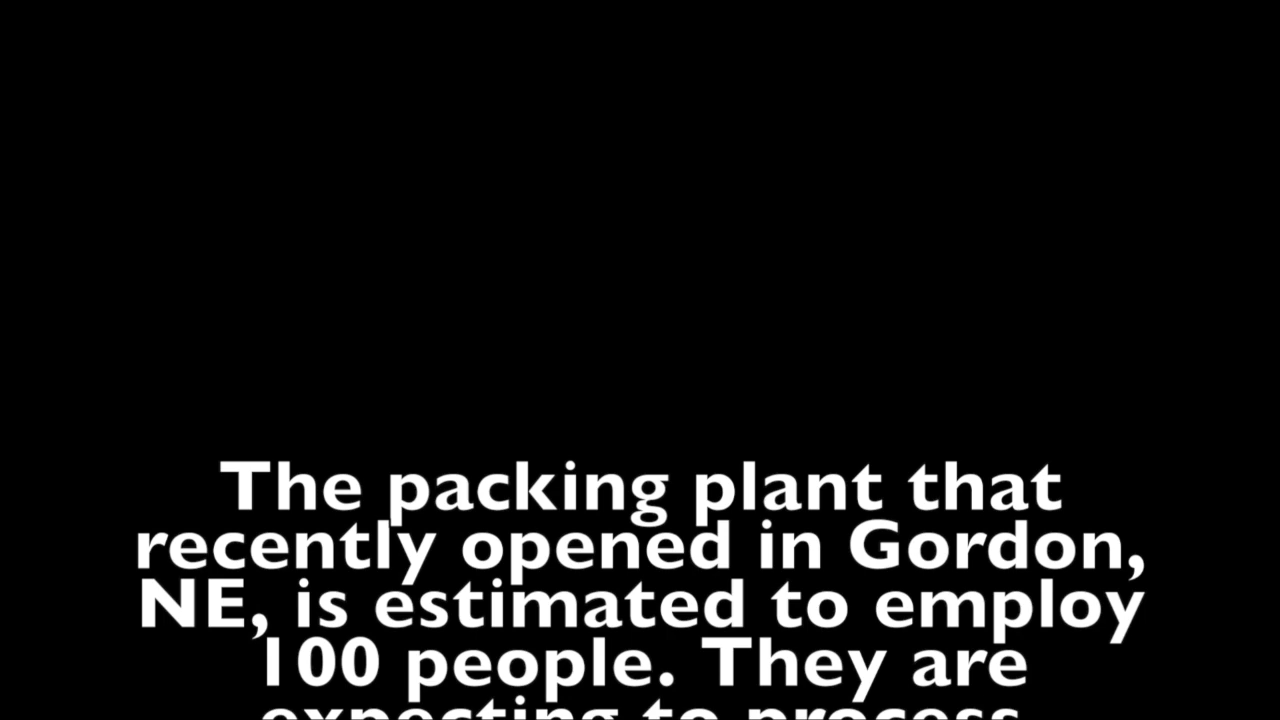 The packing plant that
recently opened in Gordon,
NE, is estimated to employ
100 people. They are
expecting to process